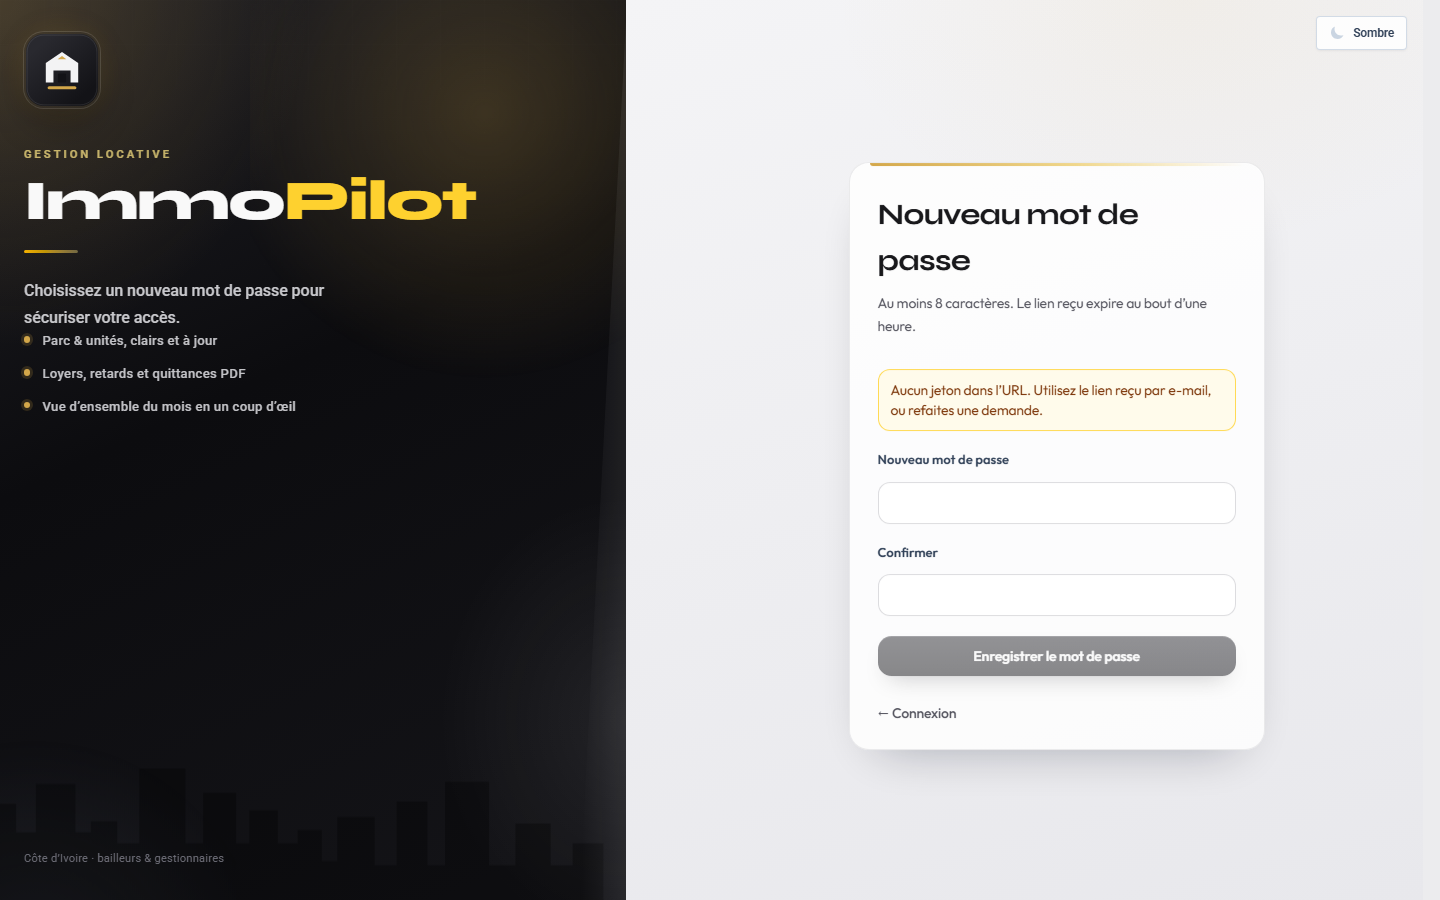 GESTION LOCATIVE
ImmoPilot
Choisissez un nouveau mot de passe pour
sécuriser votre accès.
Parc & unités, clairs et à jour
Loyers, retards et quittances PDF
Vue d’ensemble du mois en un coup d’œil
Côte d’Ivoire · bailleurs & gestionnaires
Sombre
Nouveau mot de
passe
Au moins 8 caractères. Le lien reçu expire au bout d’une
heure.
Aucun jeton dans l’URL. Utilisez le lien reçu par e-mail,
ou refaites une demande.
Nouveau mot de passe
Confirmer
Enregistrer le mot de passe
← Connexion